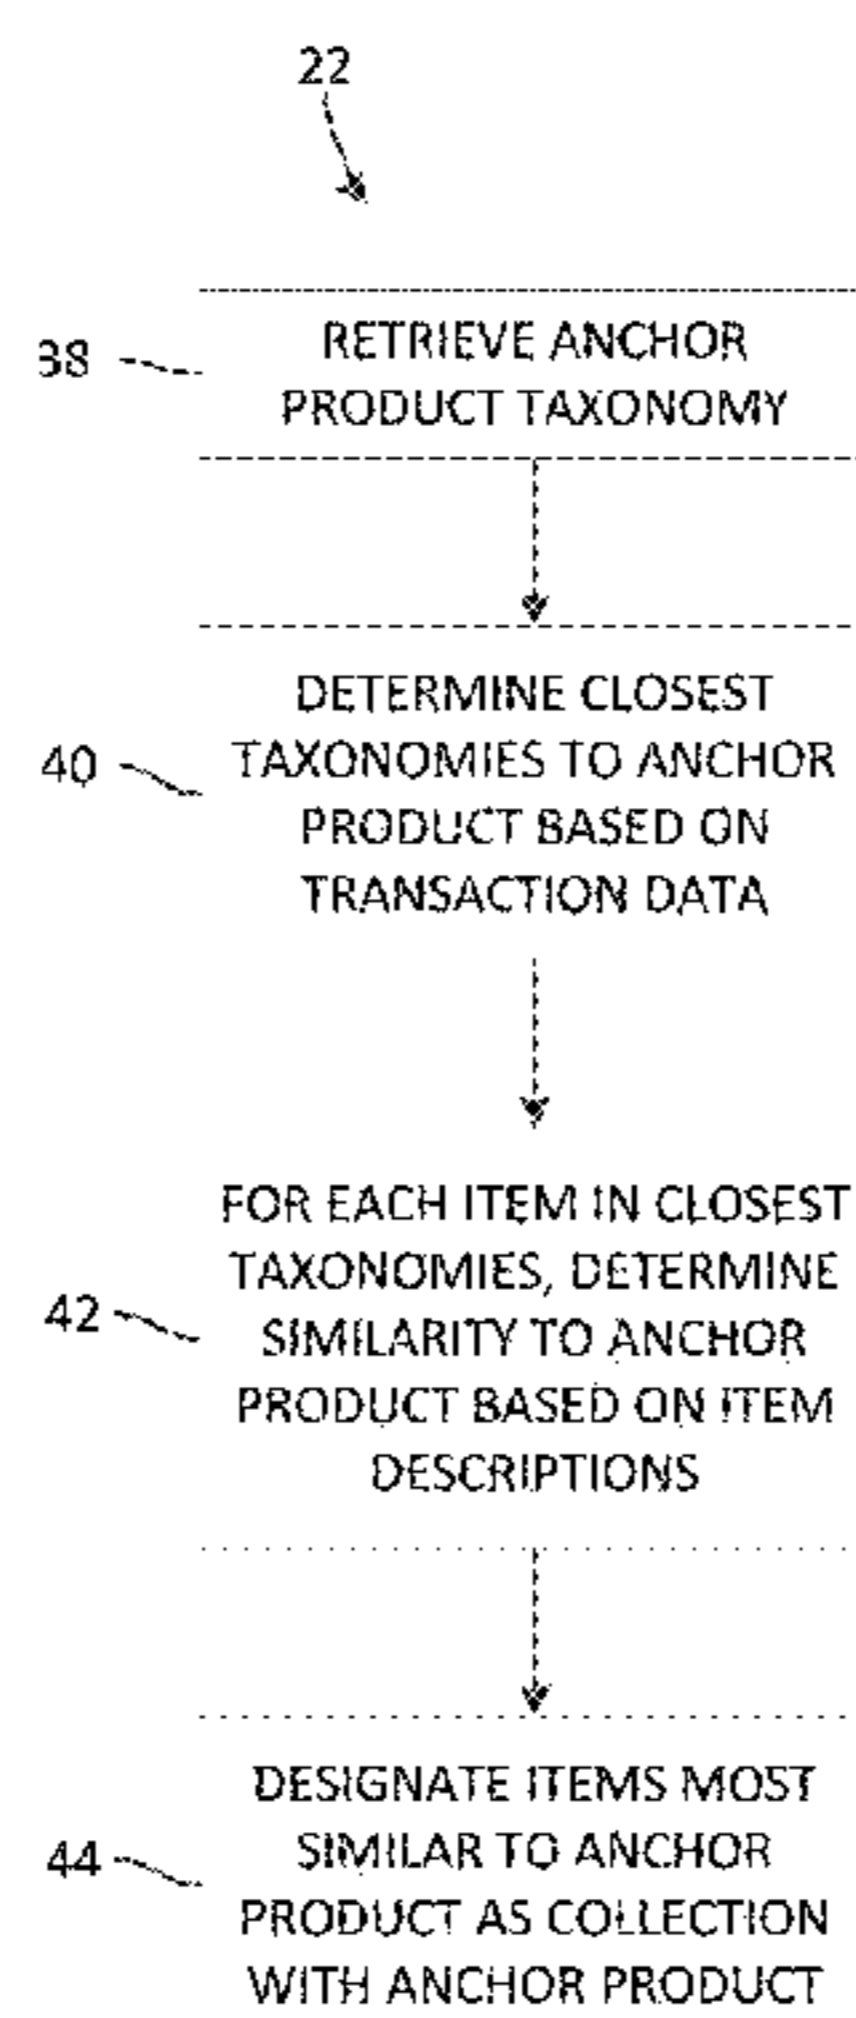 22
38
RETRIEVE ANCHOR
PRODUCT TAXONOMY
40
DETERMINE CLOSEST
TAXONOMIES TO ANCHOR
PRODUCT BASED ON
TRANSACTION DATA
42
FOR EACH ITEM IN CLOSEST
TAXONOMIES, DETERMINE
SIMILARITY TO ANCHOR
PRODUCT BASED ON ITEM
DESCRIPTIONS
44
DESIGNATE ITEMS MOST
SIMILAR TO ANCHOR
PRODUCT AS COLLECTION
WITH ANCHOR PRODUCT